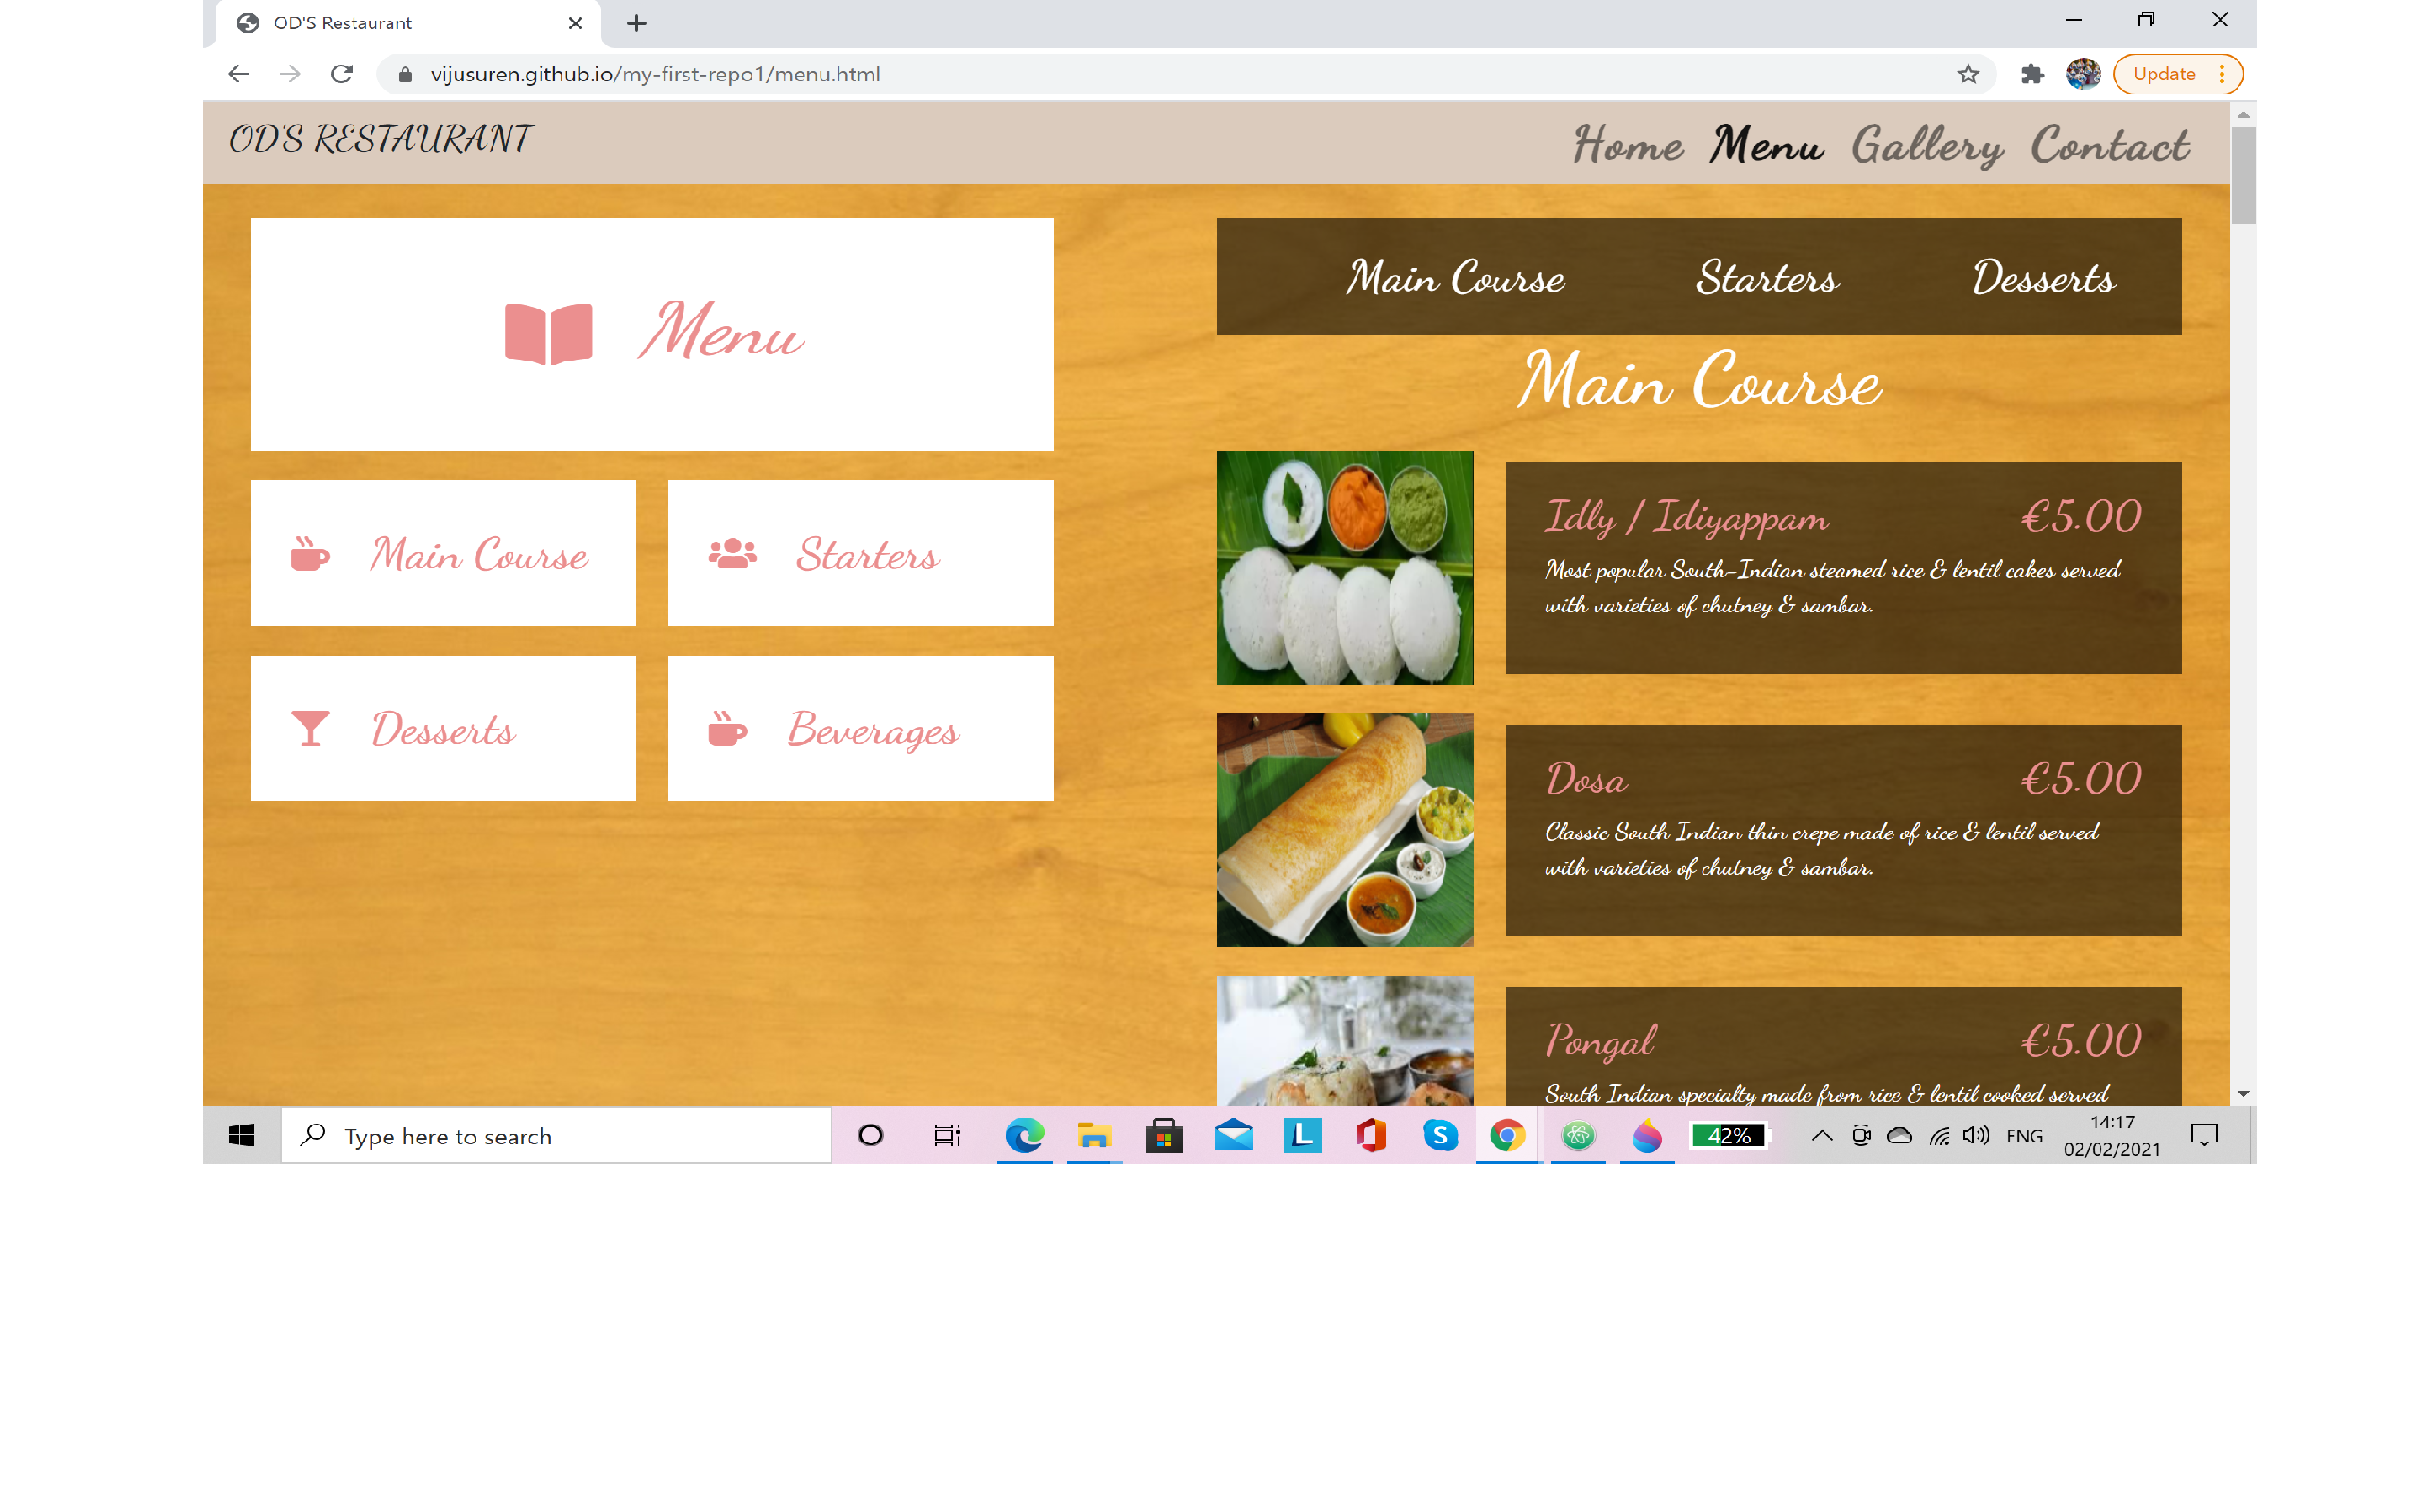 OD'S Restaurant
vijusuren.github.io/my-first-repo1/menu.html
Update
OD'S RESTAURANT
Home Menu Gallery Contact
Menu
Main Course
Starters
Desserts
Beverages
Main Course Starters Desserts
Main Course
Idly / Idiyappam €5.00
Most popular South-Indian steamed rice & lentil cakes served
with varieties of chutney & sambar.
Dosa €5.00
Classic South Indian thin crepe made of rice & lentil served
with varieties of chutney & sambar.
Pongal €5.00
South Indian specialty made from rice & lentil cooked served
Type here to search
L
S
42%
ENG
14:17
02/02/2021